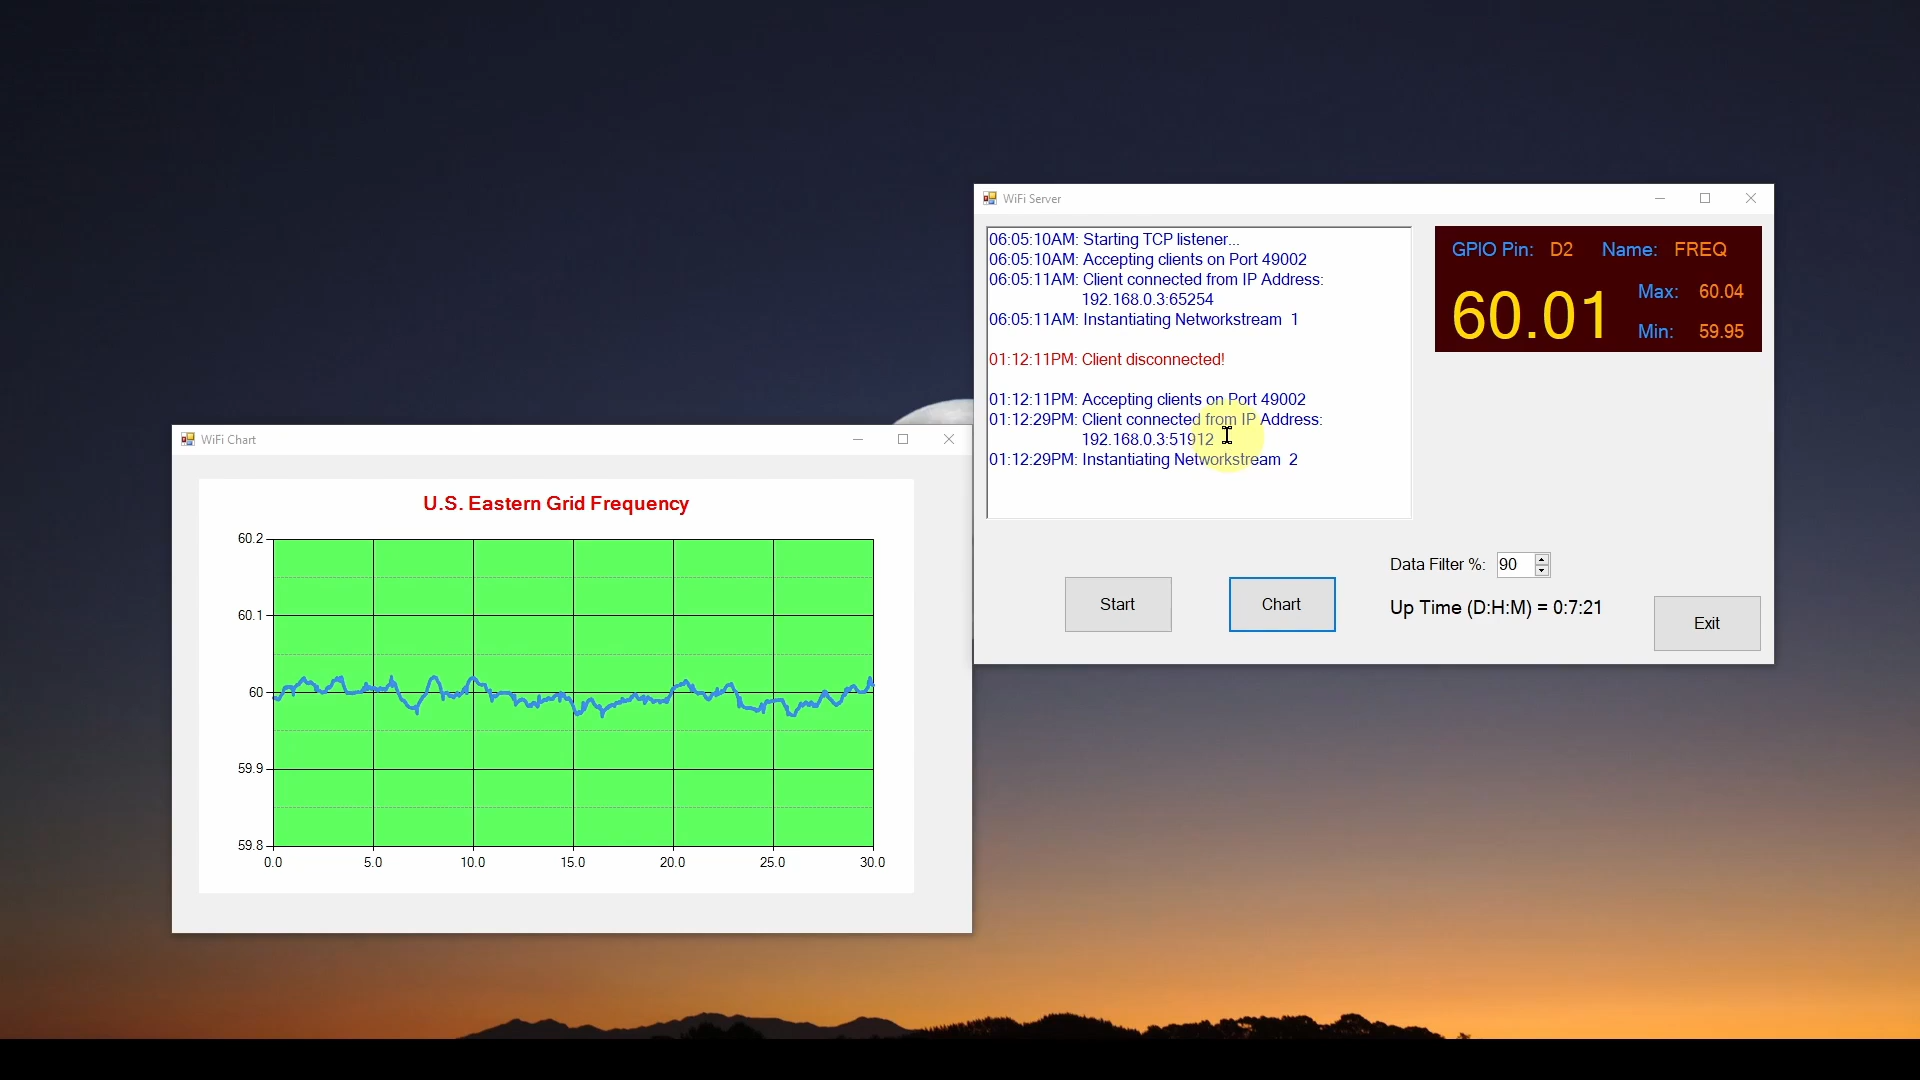 WiFi Server
06:05:10AM: Starting TCP listener...
06:05:10AM: Accepting clients on Port 49002
06:05:11AM: Client connected from IP Address:
192.168.0.3:65254
06:05:11AM: Instantiating Networkstream 1
01:12:11PM: Client disconnected!
01:12:11PM: Accepting clients on Port 49002
01:12:29PM: Client connected from IP Address:
192.168.0.3:51912
01:12:29PM: Instantiating Networkstream 2
GPIO Pin: D2 Name: FREQ
60.01
Max: 60.04
Min: 59.95
Data Filter %: 90
Start
Chart
Up Time (D:H:M) = 0:7:21
Exit
WiFi Chart
U.S. Eastern Grid Frequency
60.2
60.1
60
59.9
59.8
0.0 5.0 10.0 15.0 20.0 25.0 30.0